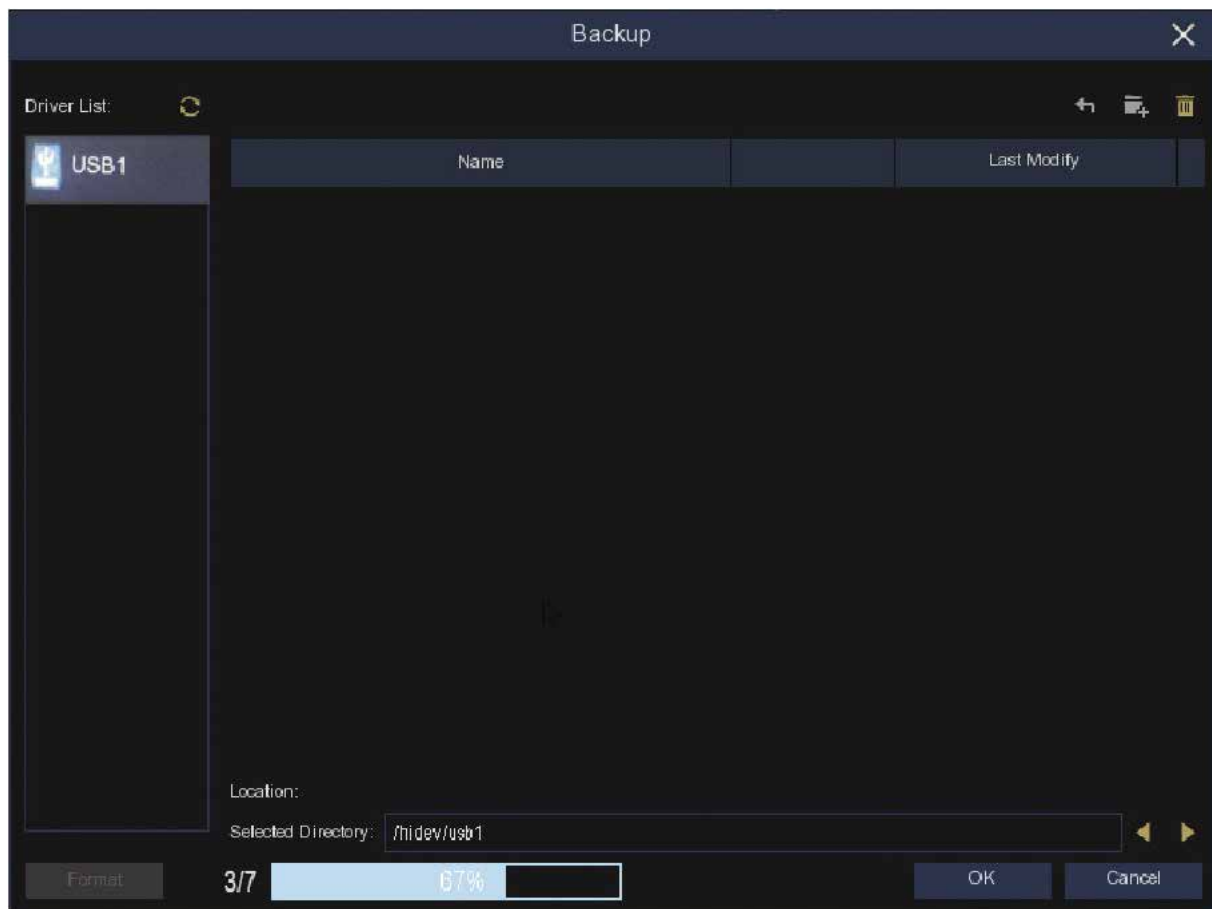 Backup
Driver List:
USB1
Name
Last Modify
Location:
Selected Directory: /hidev/usb1
Format 3/7 67% OK Cancel